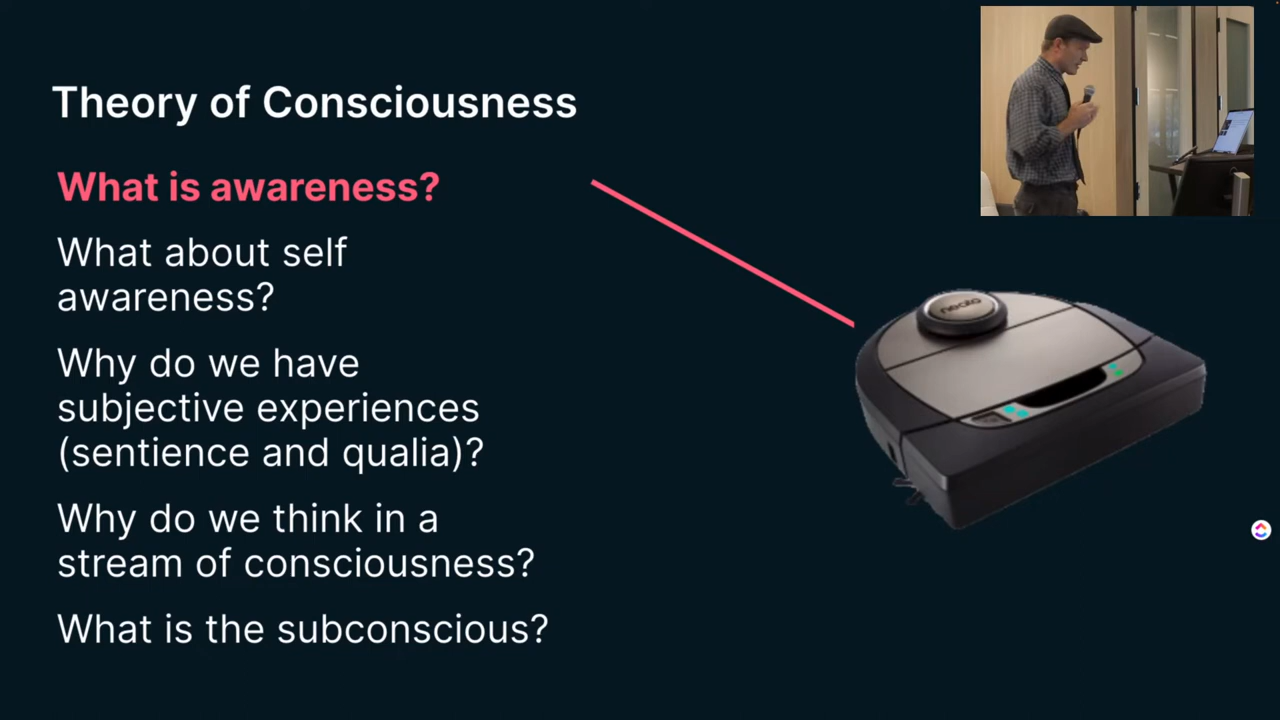 Theory of Consciousness
What is awareness?
What about self
awareness?
Why do we have
subjective experiences
(sentience and qualia)?
Why do we think in a
stream of consciousness?
What is the subconscious?
neato